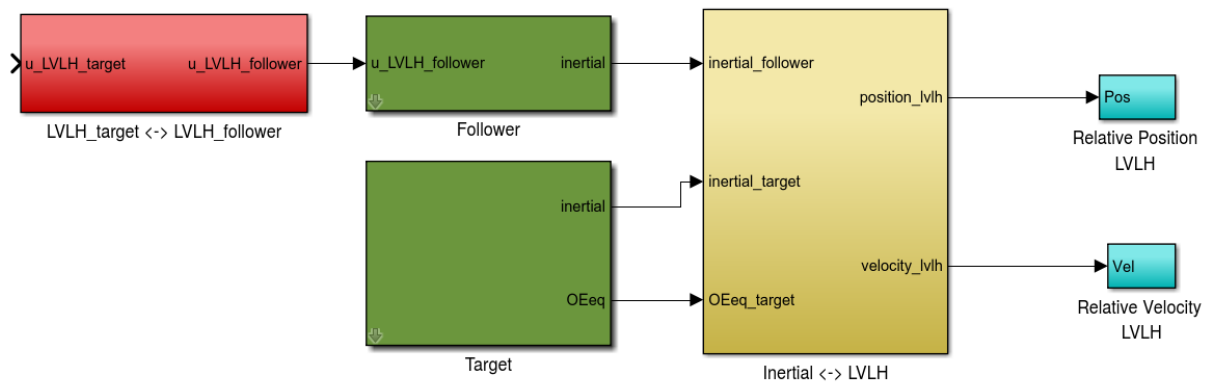 u_LVLH_target
u_LVLH_follower
LVLH_target <-> LVLH_follower
u_LVLH_follower
inertial
Follower
inertial
OEeq
Target
inertial_follower
inertial_target
OEeq_target
position_lvlh
velocity_lvlh
Inertial <-> LVLH
Pos
Relative Position
LVLH
Vel
Relative Velocity
LVLH